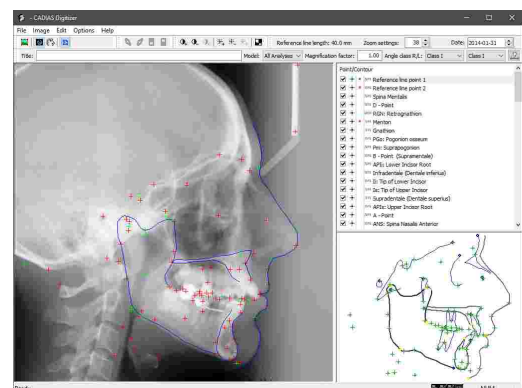 - CADIAS Digitizer
File Image Edit Options Help
Reference line length: 40.0 mm Zoom settings: 38 Date: 2014-01-31
Title: Model: All Analyses Magnification factor: 1.00 Angle class R/L: Class I Class I
Point/Contour
Reference line point 1
Reference line point 2
Spina Mentalis
D - Point
RGN: Retrognathion
Menton
Gnathion
PGo: Pogonion osseum
Pm: Suprapogonion
B - Point (Supramentale)
APIi: Lower Incisor Root
Infradentale (Dentale inferius)
Ii: Tip of Lower Incisor
Is: Tip of Upper Incisor
Supradentale (Dentale superius)
APIs: Upper Incisor Root
A - Point
ANS: Spina Nasalis Anterior
Ready
NUM